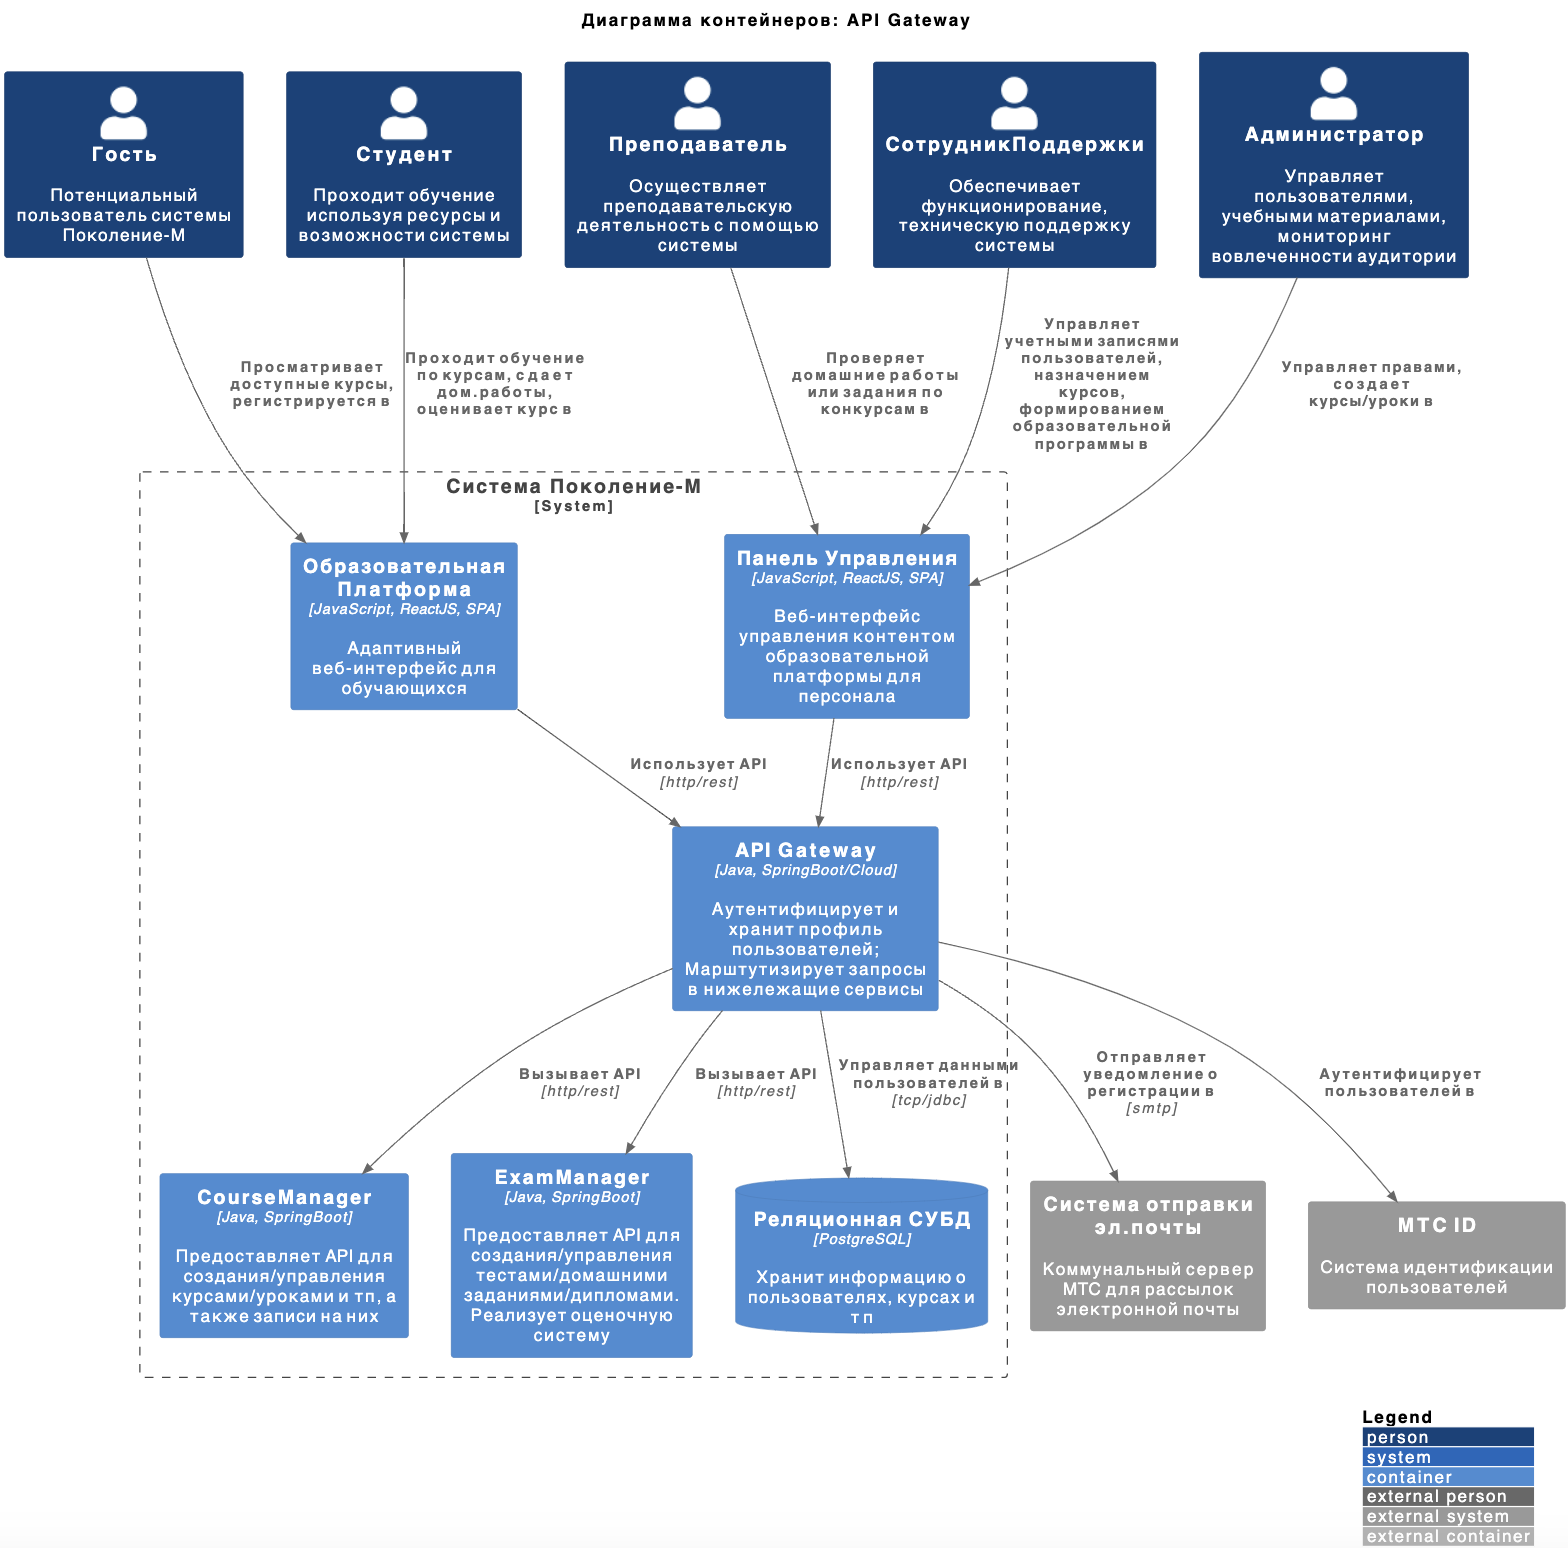 Диаграмма контейнеров: API Gateway
Гость
Потенциальный
пользователь системы
Поколение-М
Студент
Проходит обучение
используя ресурсы и
возможности системы
Преподаватель
Осуществляет
преподавательскую
деятельность с помощью
системы
СотрудникПоддержки
Обеспечивает
функционирование,
техническую поддержку
системы
Администратор
Управляет
пользователями,
учебными материалами,
мониторинг
вовлеченности аудитории
Просматривает
доступные курсы,
регистрируется в
Проходит обучение
по курсам, сдает
дом.работы,
оценивает курс в
Проверяет
домашние работы
или задания по
конкурсам в
Управляет
учетными записями
пользователей,
назначением
курсов,
формированием
образовательной
программы в
Управляет правами,
создает
курсы/уроки в
Система Поколение-М
[System]
Образовательная
Платформа
[JavaScript, ReactJS, SPA]
Адаптивный
веб-интерфейс для
обучающихся
Панель Управления
[JavaScript, ReactJS, SPA]
Веб-интерфейс
управления контентом
образовательной
платформы для
персонала
Использует API
[http/rest]
Использует API
[http/rest]
API Gateway
[Java, SpringBoot/Cloud]
Аутентифицирует и
хранит профиль
пользователей;
Марштутизирует запросы
в нижележащие сервисы
Вызывает API
[http/rest]
Вызывает API
[http/rest]
Управляет данными
пользователей в
[tcp/jdbc]
Отправляет
уведомление о
регистрации в
[smtp]
Аутентифицирует
пользователей в
CourseManager
[Java, SpringBoot]
Предоставляет API для
создания/управления
курсами/уроками и тп, а
также записи на них
ExamManager
[Java, SpringBoot]
Предоставляет API для
создания/управления
тестами/домашними
заданиями/дипломами.
Реализует оценочную
систему
Реляционная СУБД
[PostgreSQL]
Хранит информацию о
пользователях, курсах и
тп
Система отправки
эл.почты
Коммунальный сервер
МТС для рассылок
электронной почты
МТС ID
Система идентификации
пользователей
Legend
person
system
container
external person
external system
external container